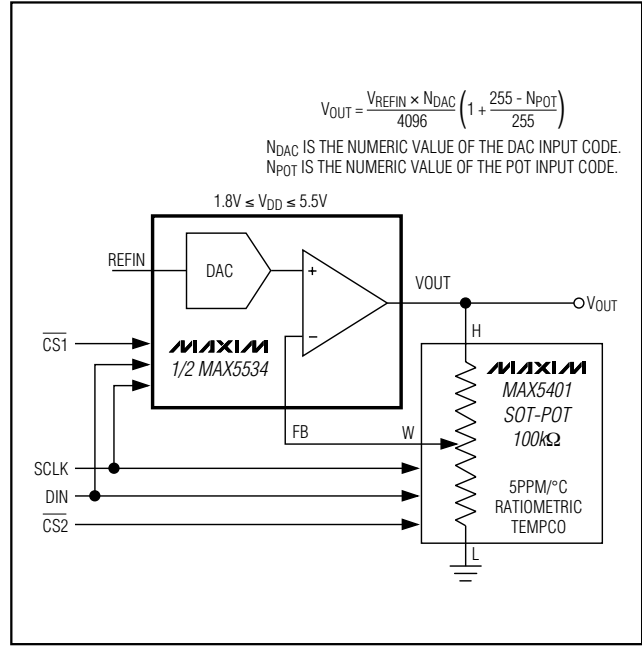 V_OUT = V_REFIN × N_DAC / 4096 (1 + 255 - N_POT / 255)
N_DAC IS THE NUMERIC VALUE OF THE DAC INPUT CODE.
N_POT IS THE NUMERIC VALUE OF THE POT INPUT CODE.
1.8V ≤ V_DD ≤ 5.5V
REFIN
DAC
+
−
VOUT
V_OUT
H
CS1
MAXIM
1/2 MAX5534
MAXIM
MAX5401
SOT-POT
100kΩ
FB
W
SCLK
DIN
CS2
5PPM/°C
RATIOMETRIC
TEMPCO
L